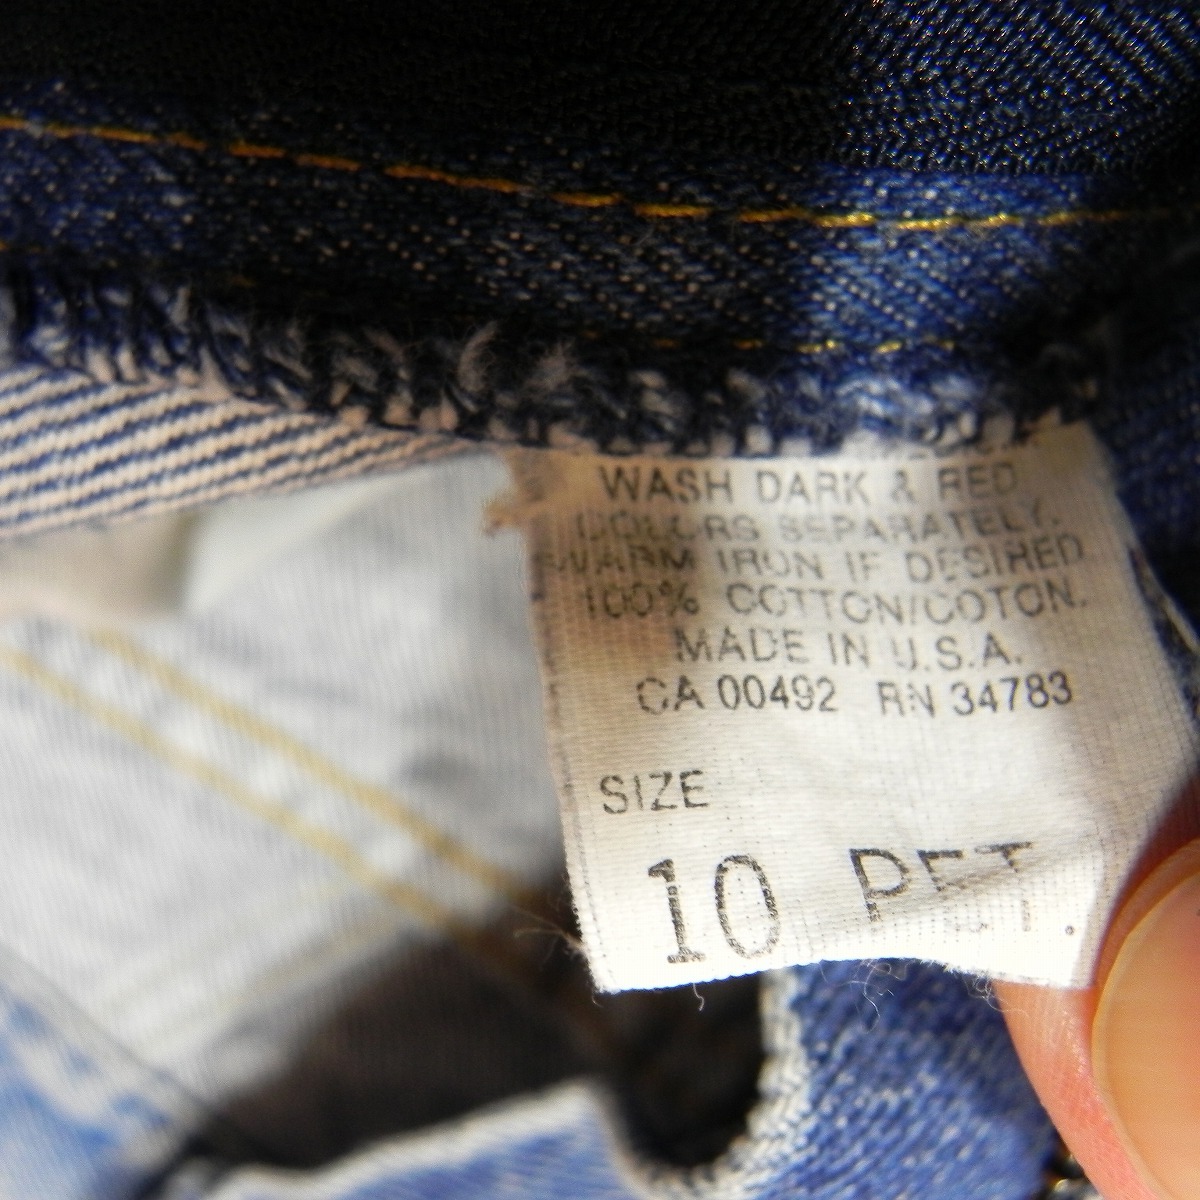 WASH DARK & RED
COLORS SEPARATELY.
WARM IRON IF DESIRED
100% COTTON/COTON.
MADE IN U.S.A.
CA 00492 RN 34783
SIZE
10 PET.